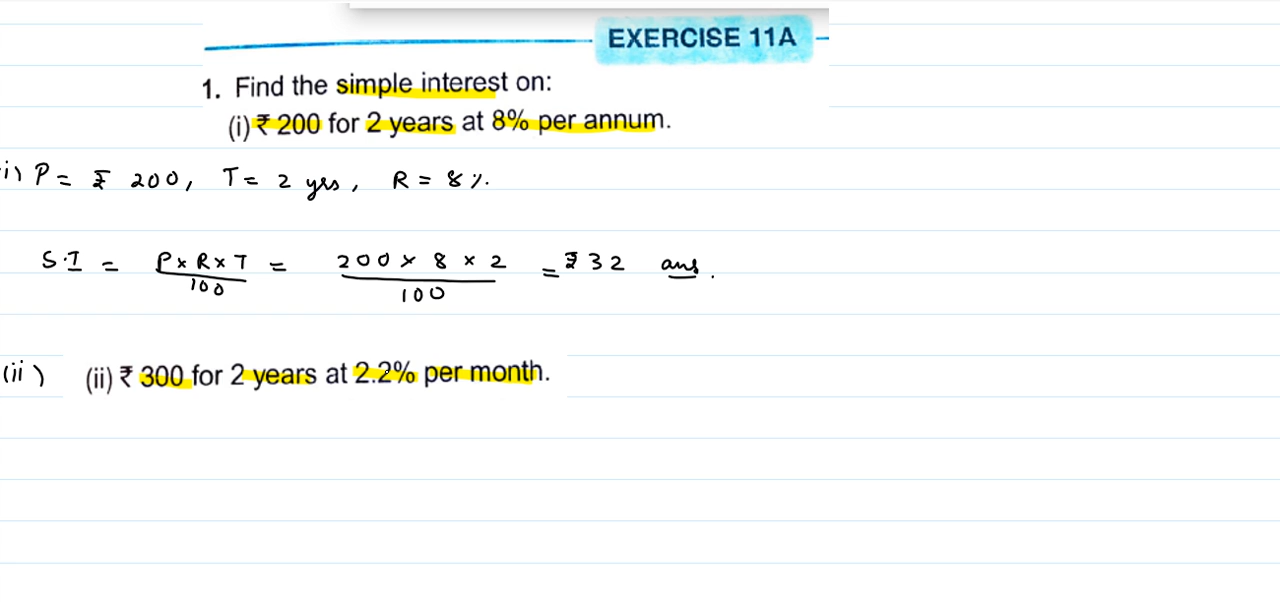 EXERCISE 11A
1. Find the simple interest on:
(i) ₹ 200 for 2 years at 8% per annum.
i) P = ₹ 200, T = 2 yrs, R = 8 %.
S.I = P × R × T / 100 = 200 × 8 × 2 / 100 = ₹ 32 ans.
(ii) (ii) ₹ 300 for 2 years at 2.2% per month.